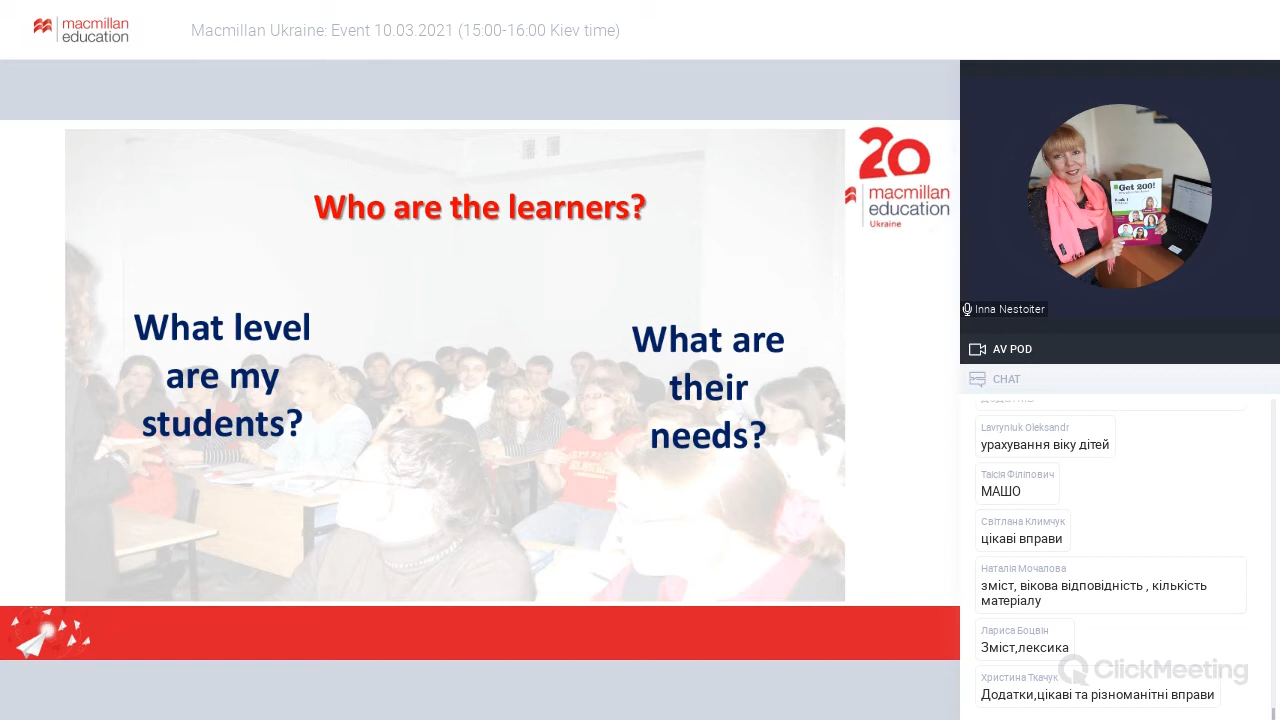 macmillan
education
Macmillan Ukraine: Event 10.03.2021 (15:00-16:00 Kiev time)
Who are the learners?
What level
are my
students?
What are
their
needs?
20
macmillan
education
Ukraine
Get 200!
Inna Nestoiter
AV POD
CHAT
Lavryniuk Oleksandr
урахування віку дітей
Таісія Філіпович
МАШО
Світлана Климчук
цікаві вправи
Наталія Мочалова
зміст, вікова відповідність , кількість
матеріалу
Лариса Боцвін
Зміст,лексика
Христина Ткачук
Додатки,цікаві та різноманітні вправи
ClickMeeting